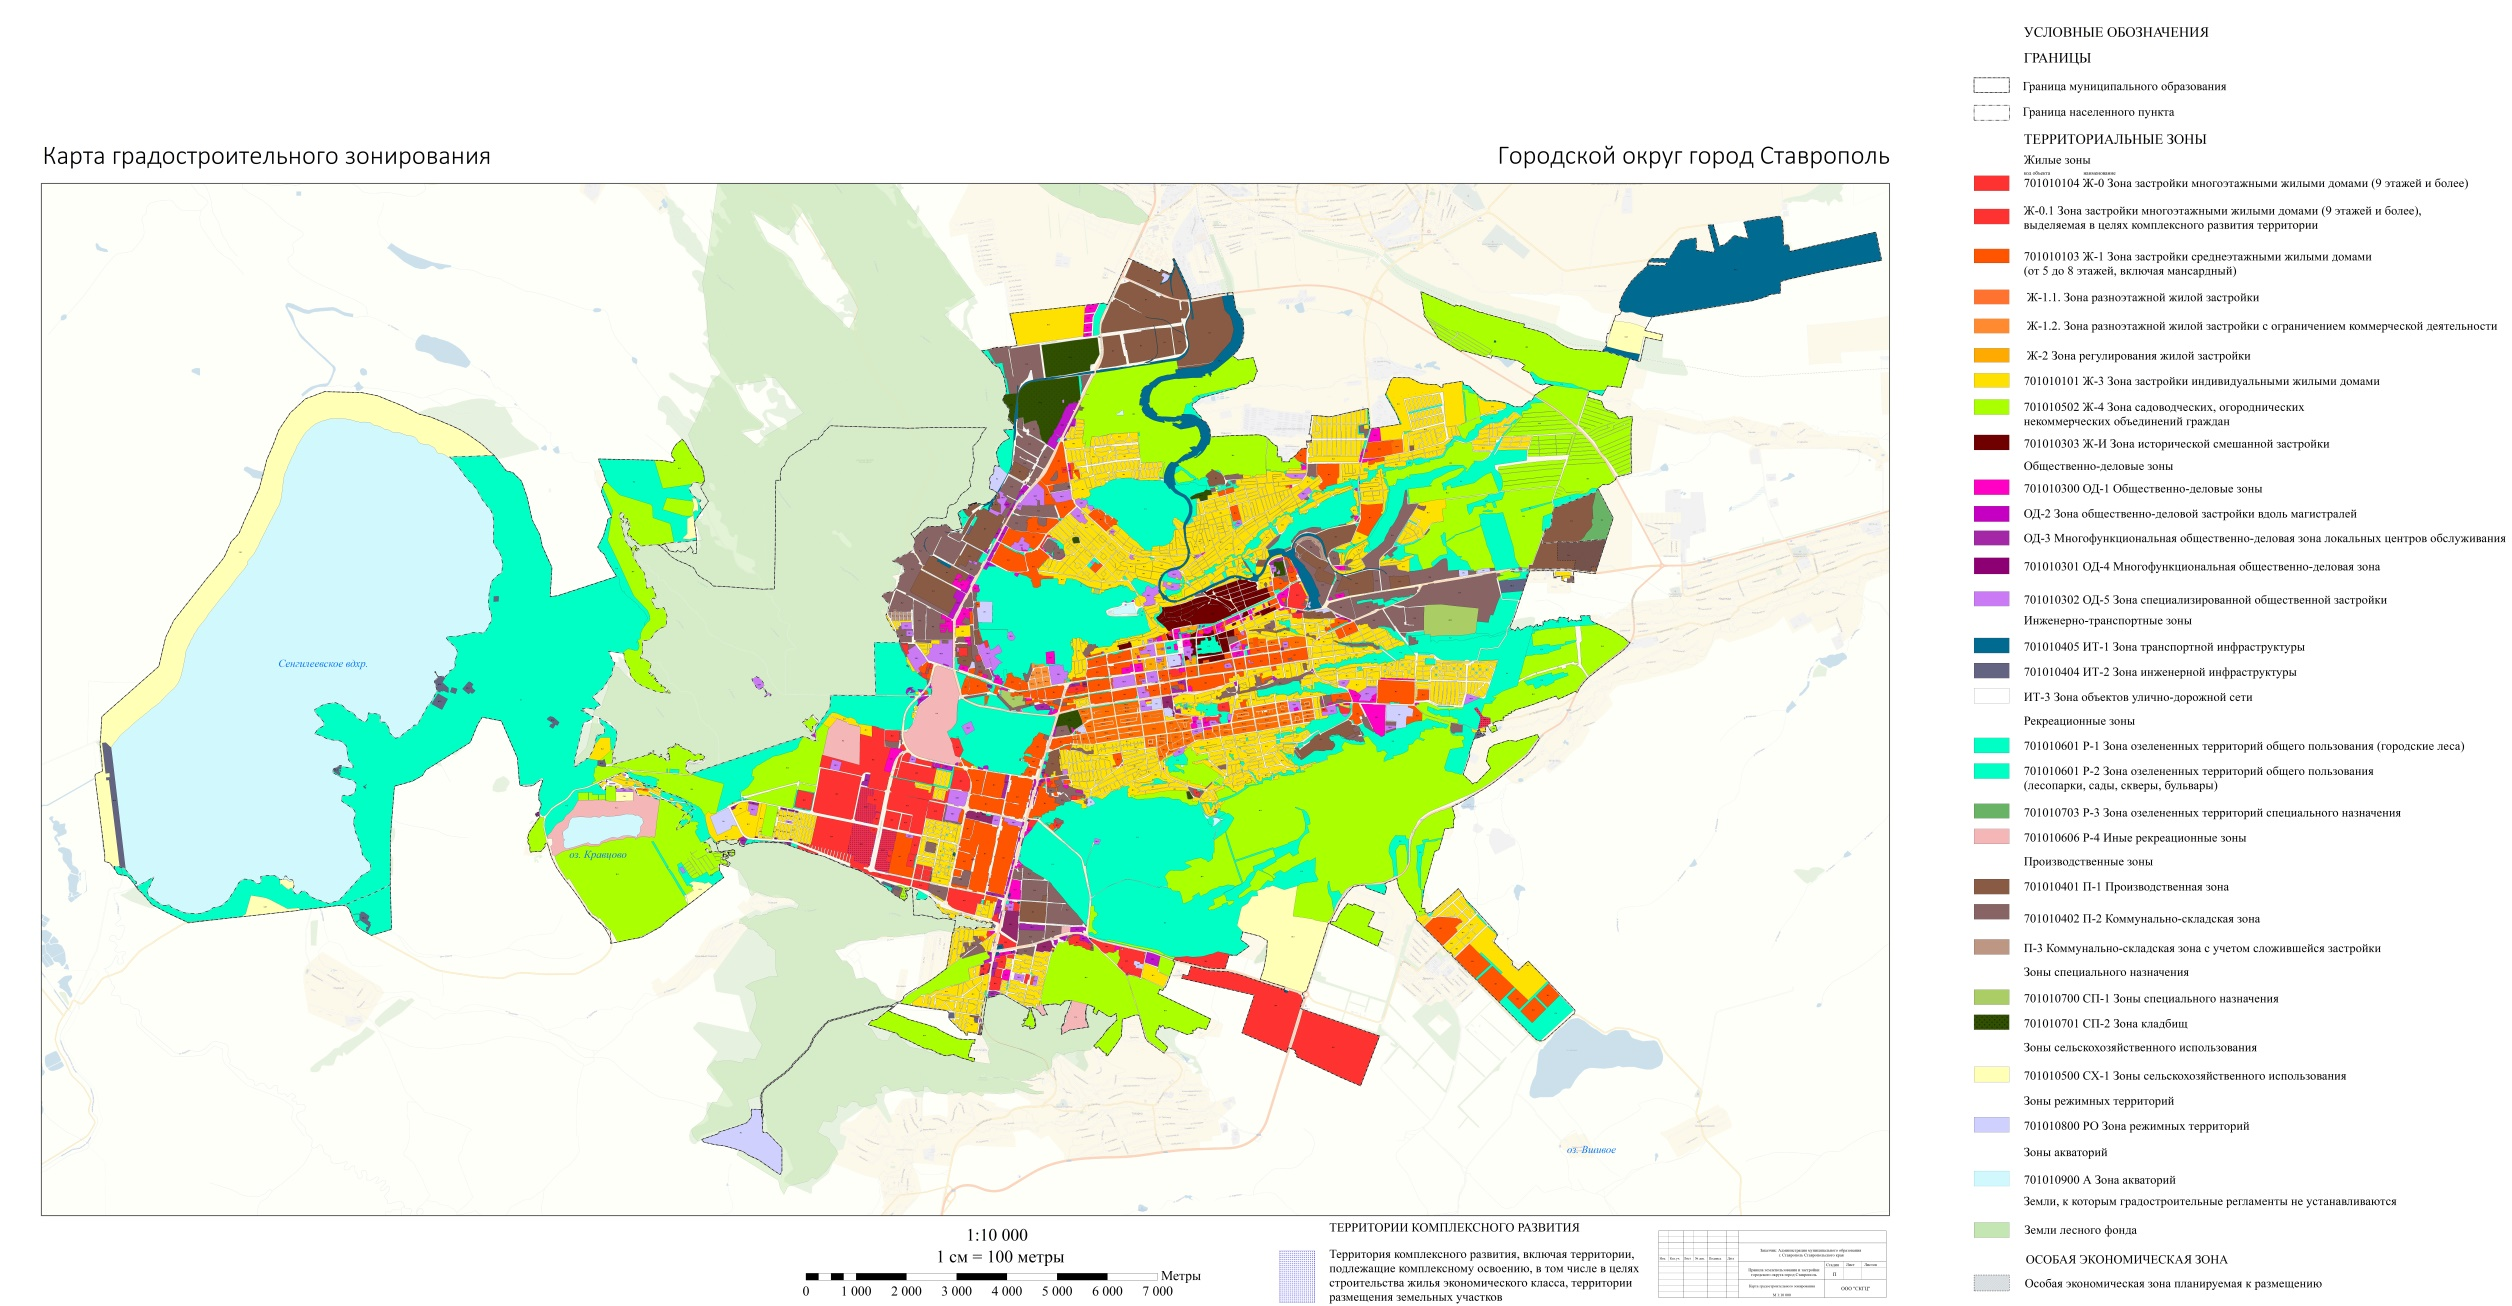 Карта градостроительного зонирования
Городской округ город Ставрополь
Сенгилеевское вдхр.
оз. Кравцово
оз. Вшивое
1:10 000
1 см = 100 метры
Метры
0 1 000 2 000 3 000 4 000 5 000 6 000 7 000
ТЕРРИТОРИИ КОМПЛЕКСНОГО РАЗВИТИЯ
Территория комплексного развития, включая территории,
подлежащие комплексному освоению, в том числе в целях
строительства жилья экономического класса, территории
размещения земельных участков
ООО "СКГЦ"
УСЛОВНЫЕ ОБОЗНАЧЕНИЯ
ГРАНИЦЫ
Граница муниципального образования
Граница населенного пункта
ТЕРРИТОРИАЛЬНЫЕ ЗОНЫ
Жилые зоны
код объекта наименование
701010104 Ж-0 Зона застройки многоэтажными жилыми домами (9 этажей и более)
Ж-0.1 Зона застройки многоэтажными жилыми домами (9 этажей и более),
выделяемая в целях комплексного развития территории
701010103 Ж-1 Зона застройки среднеэтажными жилыми домами
(от 5 до 8 этажей, включая мансардный)
Ж-1.1. Зона разноэтажной жилой застройки
Ж-1.2. Зона разноэтажной жилой застройки с ограничением коммерческой деятельности
Ж-2 Зона регулирования жилой застройки
701010101 Ж-3 Зона застройки индивидуальными жилыми домами
701010502 Ж-4 Зона садоводческих, огороднических
некоммерческих объединений граждан
701010303 Ж-И Зона исторической смешанной застройки
Общественно-деловые зоны
701010300 ОД-1 Общественно-деловые зоны
ОД-2 Зона общественно-деловой застройки вдоль магистралей
ОД-3 Многофункциональная общественно-деловая зона локальных центров обслуживания
701010301 ОД-4 Многофункциональная общественно-деловая зона
701010302 ОД-5 Зона специализированной общественной застройки
Инженерно-транспортные зоны
701010405 ИТ-1 Зона транспортной инфраструктуры
701010404 ИТ-2 Зона инженерной инфраструктуры
ИТ-3 Зона объектов улично-дорожной сети
Рекреационные зоны
701010601 Р-1 Зона озелененных территорий общего пользования (городские леса)
701010601 Р-2 Зона озелененных территорий общего пользования
(лесопарки, сады, скверы, бульвары)
701010703 Р-3 Зона озелененных территорий специального назначения
701010606 Р-4 Иные рекреационные зоны
Производственные зоны
701010401 П-1 Производственная зона
701010402 П-2 Коммунально-складская зона
П-3 Коммунально-складская зона с учетом сложившейся застройки
Зоны специального назначения
701010700 СП-1 Зоны специального назначения
701010701 СП-2 Зона кладбищ
Зоны сельскохозяйственного использования
701010500 СХ-1 Зоны сельскохозяйственного использования
Зоны режимных территорий
701010800 РО Зона режимных территорий
Зоны акваторий
701010900 А Зона акваторий
Земли, к которым градостроительные регламенты не устанавливаются
Земли лесного фонда
ОСОБАЯ ЭКОНОМИЧЕСКАЯ ЗОНА
Особая экономическая зона планируемая к размещению